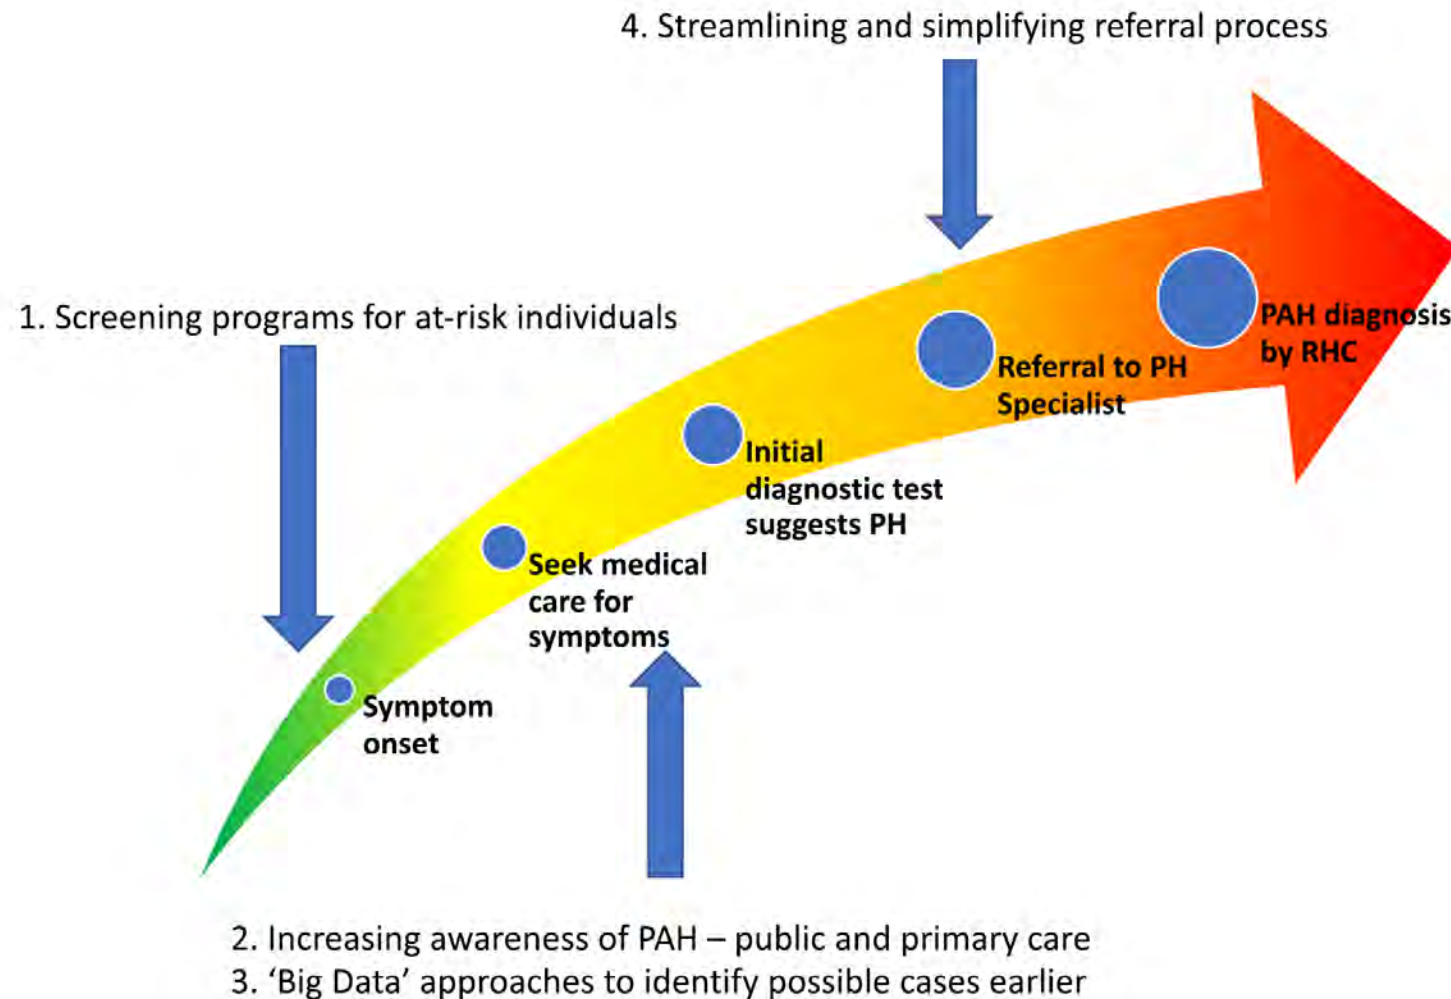 4. Streamlining and simplifying referral process
1. Screening programs for at-risk individuals
PAH diagnosis
by RHC
Referral to PH
Specialist
Initial
diagnostic test
suggests PH
Seek medical
care for
symptoms
Symptom
onset
2. Increasing awareness of PAH – public and primary care
3. ‘Big Data’ approaches to identify possible cases earlier